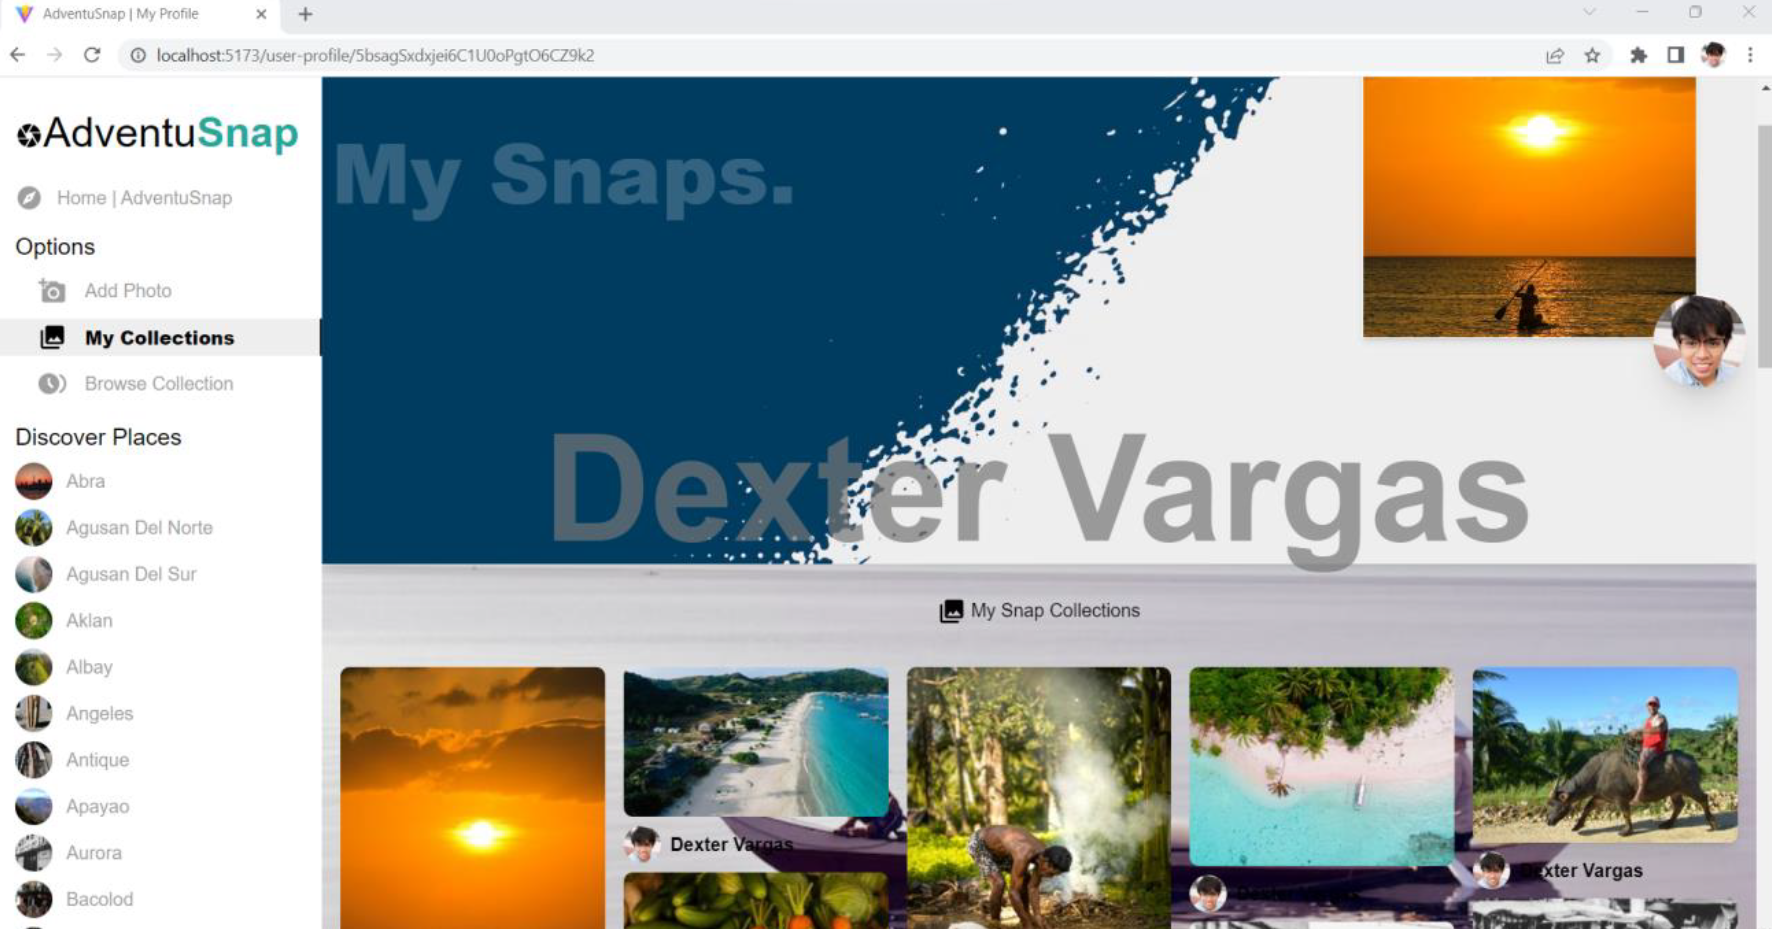 AdventuSnap | My Profile
localhost:5173/user-profile/5bsagSxdxjei6C1U0oPgtO6CZ9k2
AdventuSnap
Home | AdventuSnap
Options
Add Photo
My Collections
Browse Collection
Discover Places
Abra
Agusan Del Norte
Agusan Del Sur
Aklan
Albay
Angeles
Antique
Apayao
Aurora
Bacolod
My Snaps.
Dexter Vargas
My Snap Collections
Dexter Vargas
Dexter Vargas